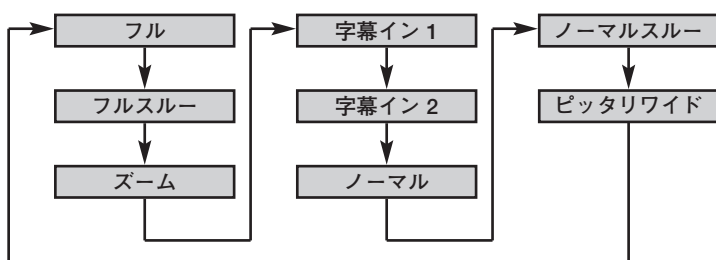 フル
フルスルー
ズーム
字幕イン 1
字幕イン 2
ノーマル
ノーマルスルー
ピッタリワイド